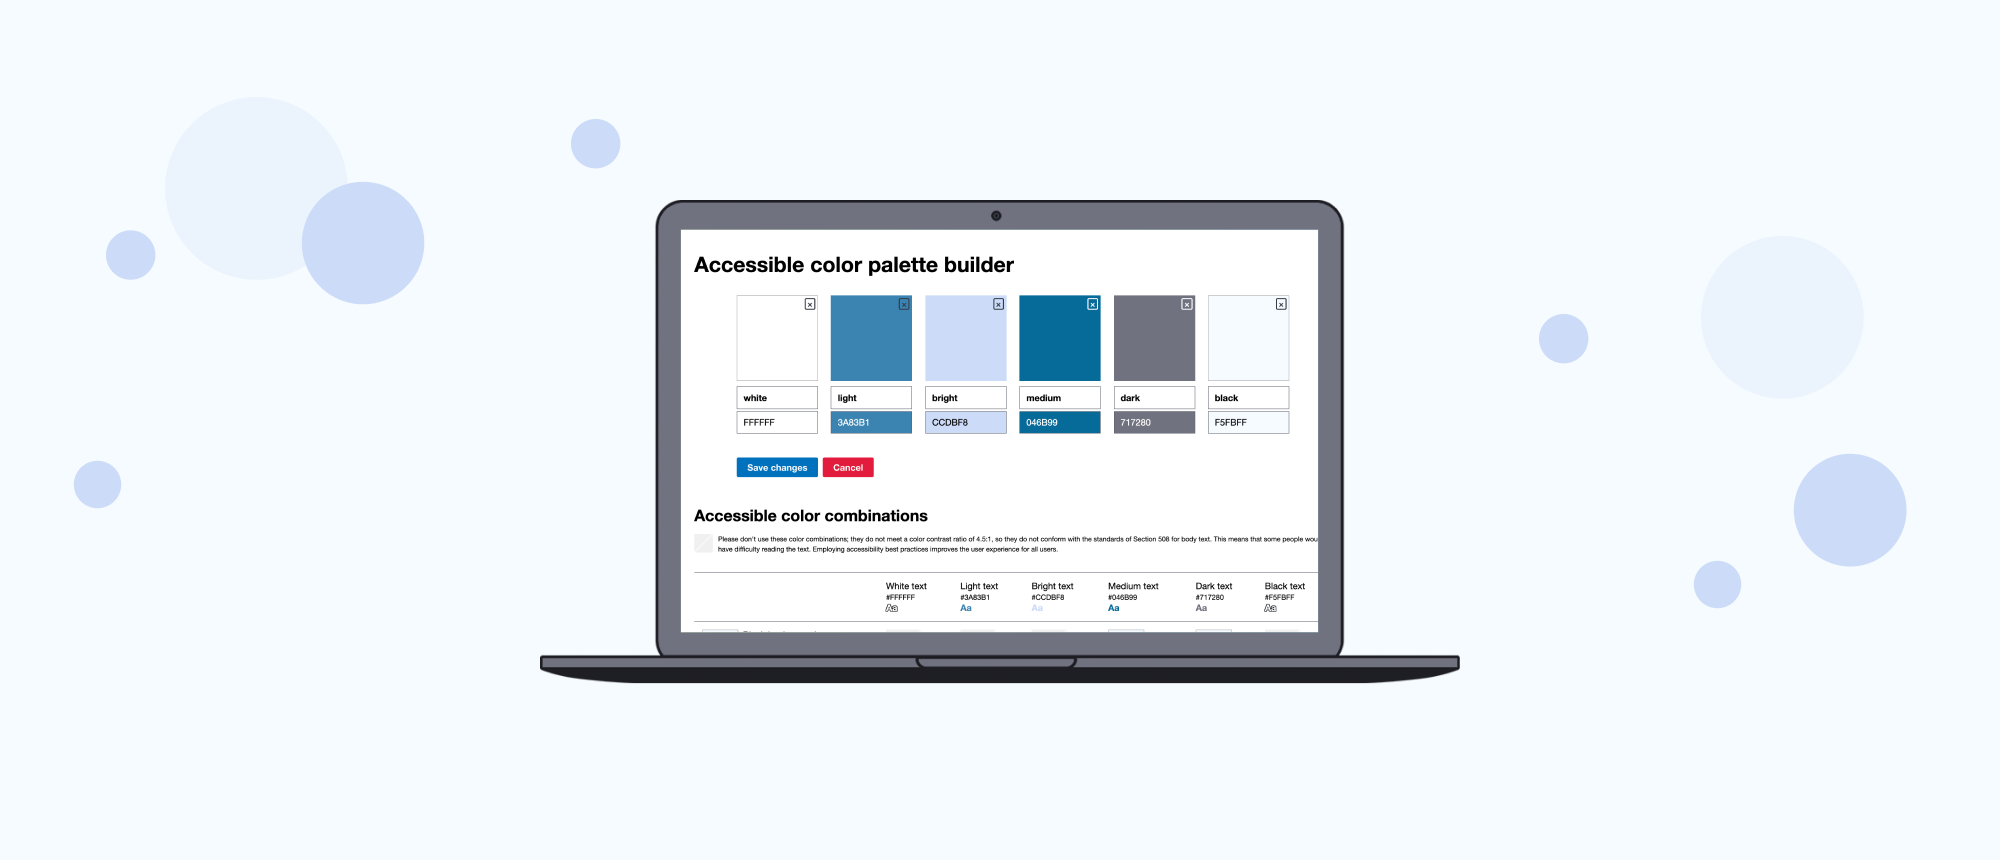 Accessible color palette builder
white light bright medium dark black
FFFFFF 3A83B1 CCDBF8 046B99 717280 F5FBFF
Save changes Cancel
Accessible color combinations
Please don't use these color combinations; they do not meet a color contrast ratio of 4.5:1, so they do not conform with the standards of Section 508 for body text. This means that some people wou
have difficulty reading the text. Employing accessibility best practices improves the user experience for all users.
White text Light text Bright text Medium text Dark text Black text
#FFFFFF #3A83B1 #CCDBF8 #046B99 #717280 #F5FBFF
Aa Aa Aa Aa Aa Aa